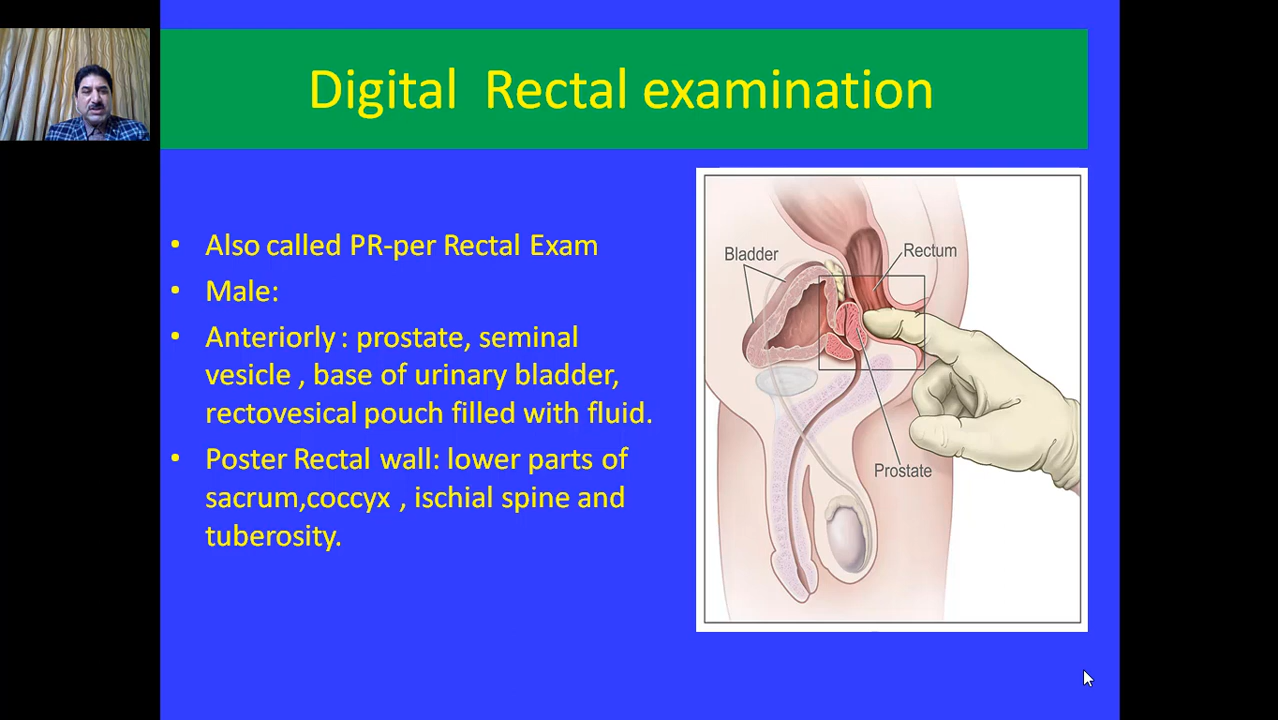 Digital Rectal examination
• Also called PR-per Rectal Exam
• Male:
• Anteriorly : prostate, seminal
vesicle , base of urinary bladder,
rectovesical pouch filled with fluid.
• Poster Rectal wall: lower parts of
sacrum,coccyx , ischial spine and
tuberosity.
Bladder
Rectum
Prostate